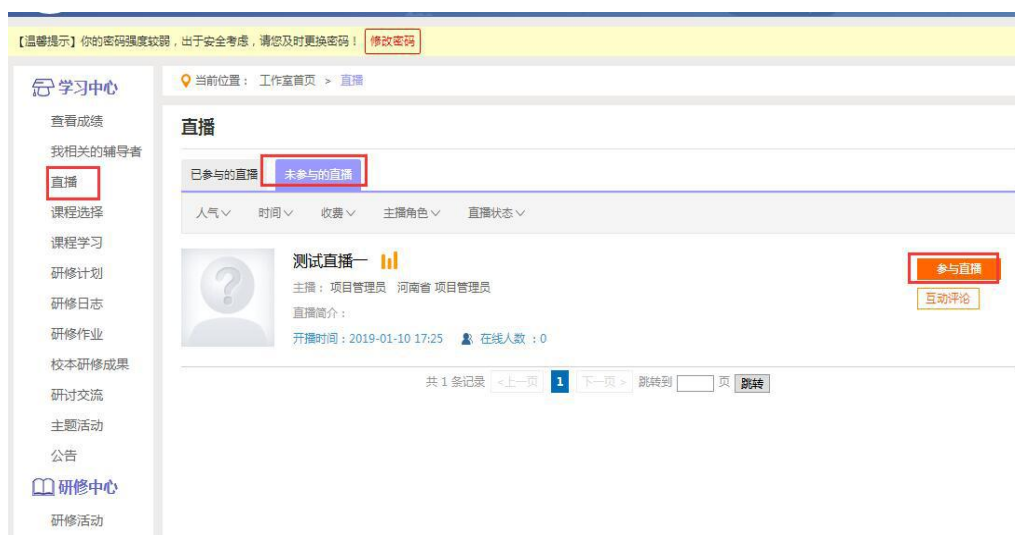 【温馨提示】你的密码强度较弱，出于安全考虑，请您及时更换密码！ 修改密码
学习中心
查看成绩
我相关的辅导者
直播
课程选择
课程学习
研修计划
研修日志
研修作业
校本研修成果
研讨交流
主题活动
公告
研修中心
研修活动
当前位置： 工作室首页 > 直播
直播
已参与的直播 未参与的直播
人气 时间 收费 主播角色 直播状态
测试直播一
主播： 项目管理员 河南省 项目管理员
直播简介：
开播时间：2019-01-10 17:25 在线人数 ：0
参与直播
互动评论
共 1 条记录 <上一页 1 下一页 > 跳转到 页 跳转